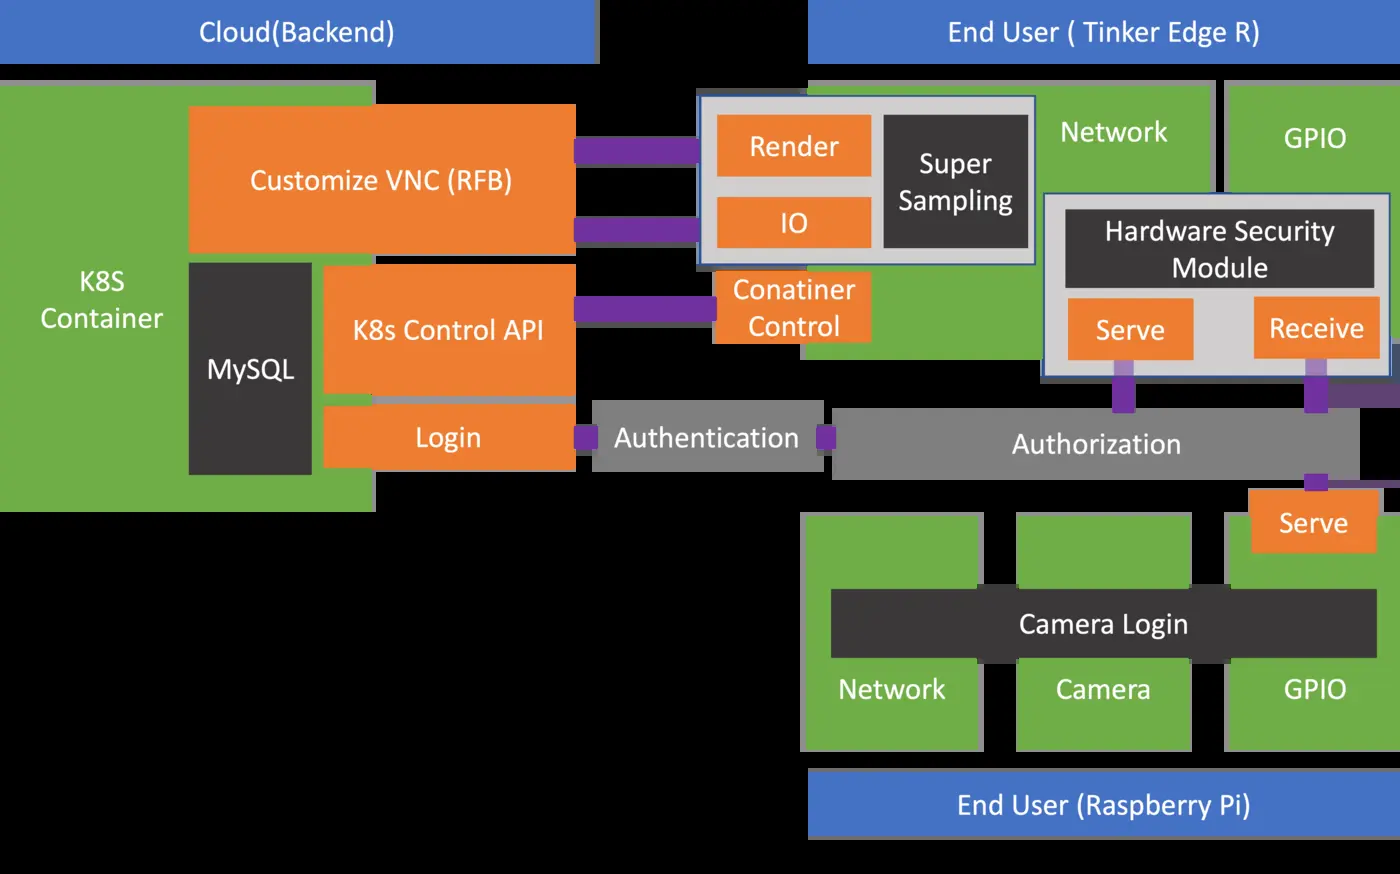 Cloud(Backend)
End User ( Tinker Edge R)
Customize VNC (RFB)
K8S
Container
MySQL
K8s Control API
Login
Render
IO
Super
Sampling
Conatiner
Control
Network
GPIO
Hardware Security
Module
Serve
Receive
Authentication
Authorization
Serve
Camera Login
Network
Camera
GPIO
End User (Raspberry Pi)